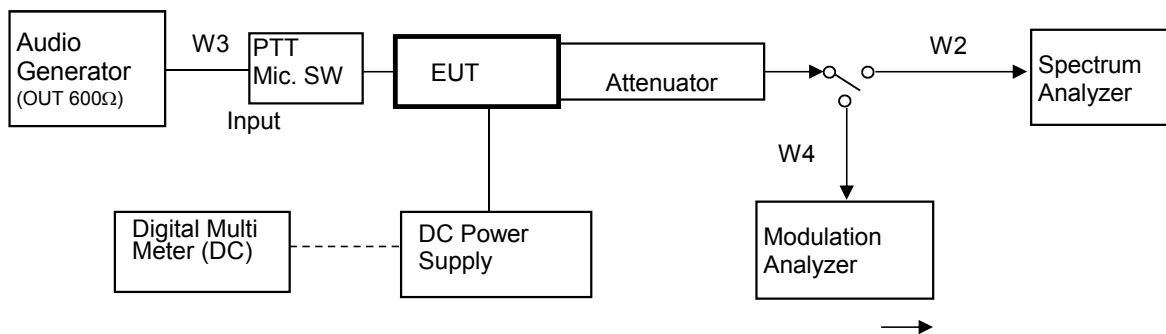 Audio
Generator
(OUT 600Ω)
W3
PTT
Mic. SW
Input
EUT
Attenuator
W2
Spectrum
Analyzer
W4
Digital Multi
Meter (DC)
DC Power
Supply
Modulation
Analyzer